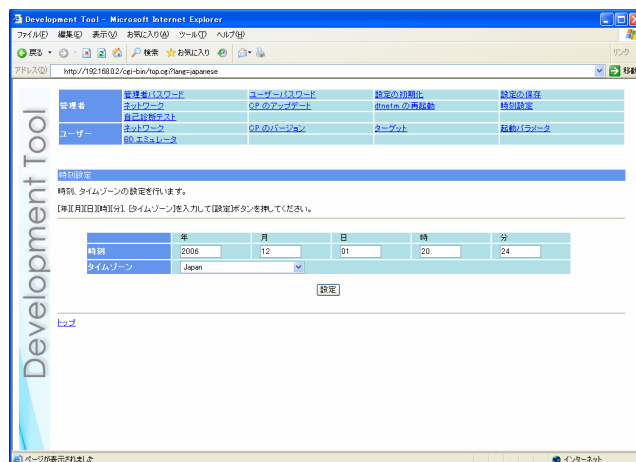 Development Tool - Microsoft Internet Explorer
ファイル(F) 編集(E) 表示(V) お気に入り(A) ツール(T) ヘルプ(H)
戻る 検索 お気に入り リンク
アドレス(D) http://192.168.0.2/cgi-bin/top.cgi?lang=japanese 移動
Development Tool
管理者 管理者パスワード ユーザーパスワード 設定の初期化 設定の保存
ネットワーク CP のアップデート dtnetm の再起動 時刻設定
自己診断テスト
ユーザー ネットワーク CP のバージョン ターゲット 起動パラメータ
BD エミュレータ
時刻設定
時刻、タイムゾーンの設定を行います。
[年][月][日][時][分]、[タイムゾーン]を入力して[設定]ボタンを押してください。
年 月 日 時 分
時刻 2006 12 01 20 24
タイムゾーン Japan
設定
トップ
ページが表示されました インターネット